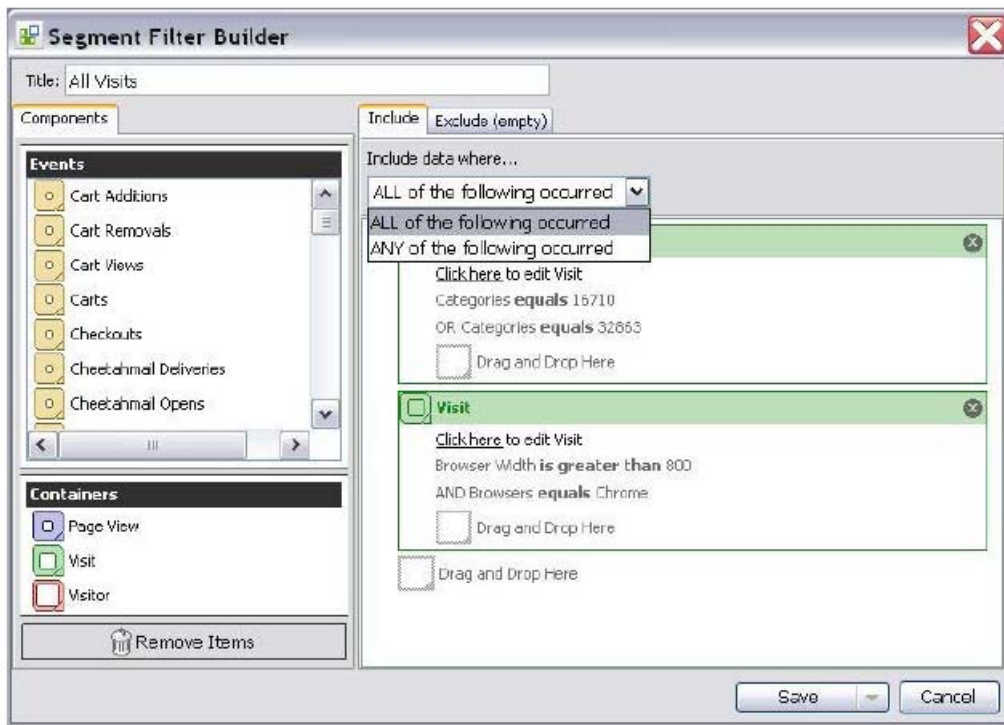 Segment Filter Builder
Title: All Visits
Components
Events
Cart Additions
Cart Removals
Cart Views
Carts
Checkouts
Cheetahmail Deliveries
Cheetahmail Opens
Containers
Page View
Visit
Visitor
Remove Items
Include
Exclude (empty)
Include data where...
ALL of the following occurred
ALL of the following occurred
ANY of the following occurred
Click here to edit Visit
Categories equals 16710
OR Categories equals 32863
Drag and Drop Here
Visit
Click here to edit Visit
Browser Width is greater than 800
AND Browsers equals Chrome
Drag and Drop Here
Drag and Drop Here
Save
Cancel